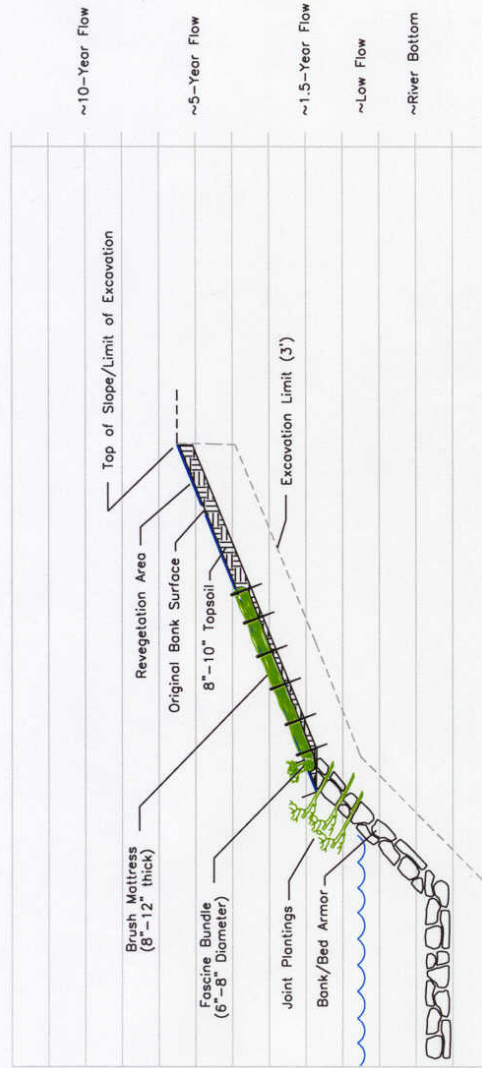 Brush Mattress
(8"-12" thick)
Fascine Bundle
(6"-8" Diameter)
Joint Plantings
Bank/Bed Armor
Top of Slope/Limit of Excavation
Revegetation Area
Original Bank Surface
8"-10" Topsoil
Excavation Limit (3')
~10-Year Flow
~5-Year Flow
~1.5-Year Flow
~Low Flow
~River Bottom